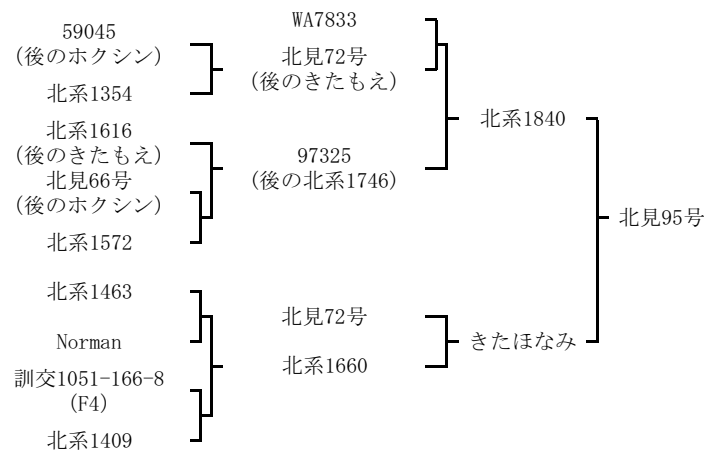 59045
(後のホクシン)
北系1354
北系1616
(後のきたもえ)
北見66号
(後のホクシン)
北系1572
北系1463
Norman
訓交1051-166-8
(F4)
北系1409
WA7833
北見72号
(後のきたもえ)
97325
(後の北系1746)
北見72号
北系1660
北系1840
きたほなみ
北見95号